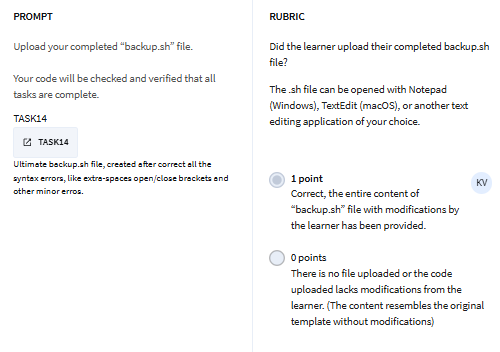 PROMPT
Upload your completed “backup.sh” file.
Your code will be checked and verified that all
tasks are complete.
TASK14
TASK14
Ultimate backup.sh file, created after correct all the
syntax errors, like extra-spaces open/close brackets and
other minor erros.
RUBRIC
Did the learner upload their completed backup.sh
file?
The .sh file can be opened with Notepad
(Windows), TextEdit (macOS), or another text
editing application of your choice.
1 point
KV
Correct, the entire content of
“backup.sh” file with modifications by
the learner has been provided.
0 points
There is no file uploaded or the code
uploaded lacks modifications from the
learner. (The content resembles the original
template without modifications)